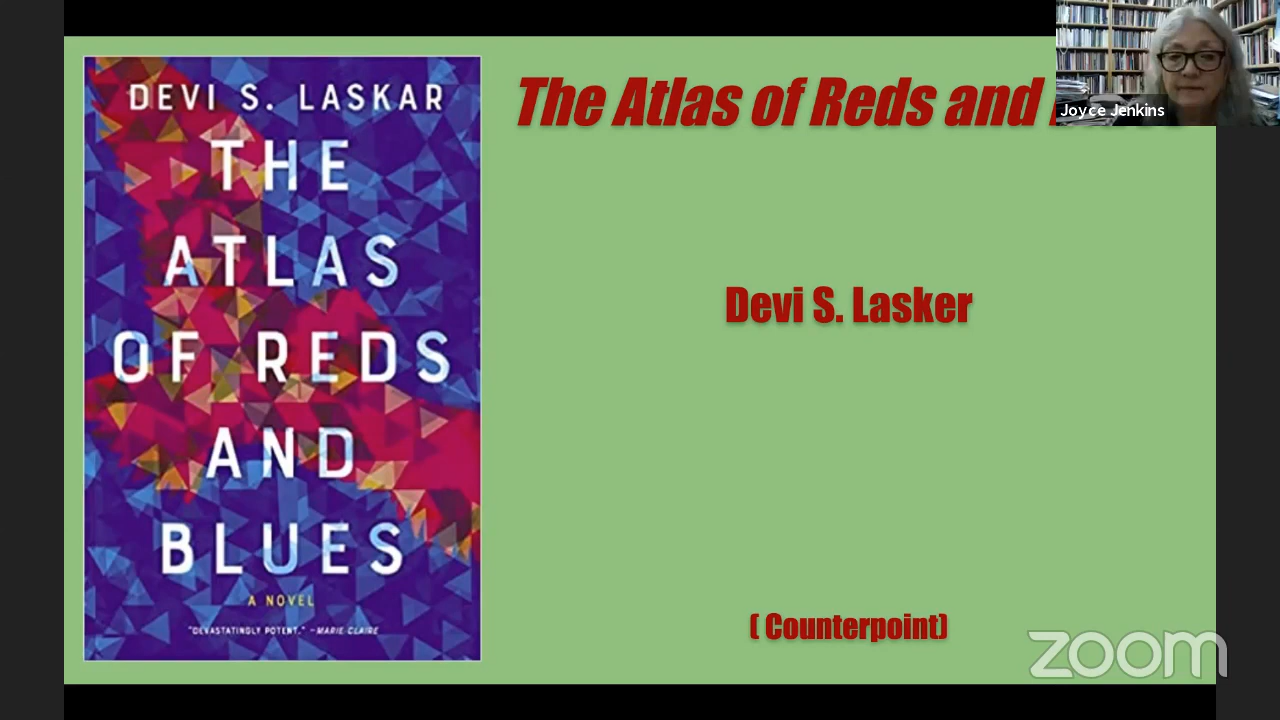 DEVI S. LASKAR
THE
ATLAS
OF REDS
AND
BLUES
A NOVEL
"DEVASTATINGLY POTENT." —MARIE CLAIRE
The Atlas of Reds and
Devi S. Lasker
( Counterpoint)
Joyce Jenkins
zoom